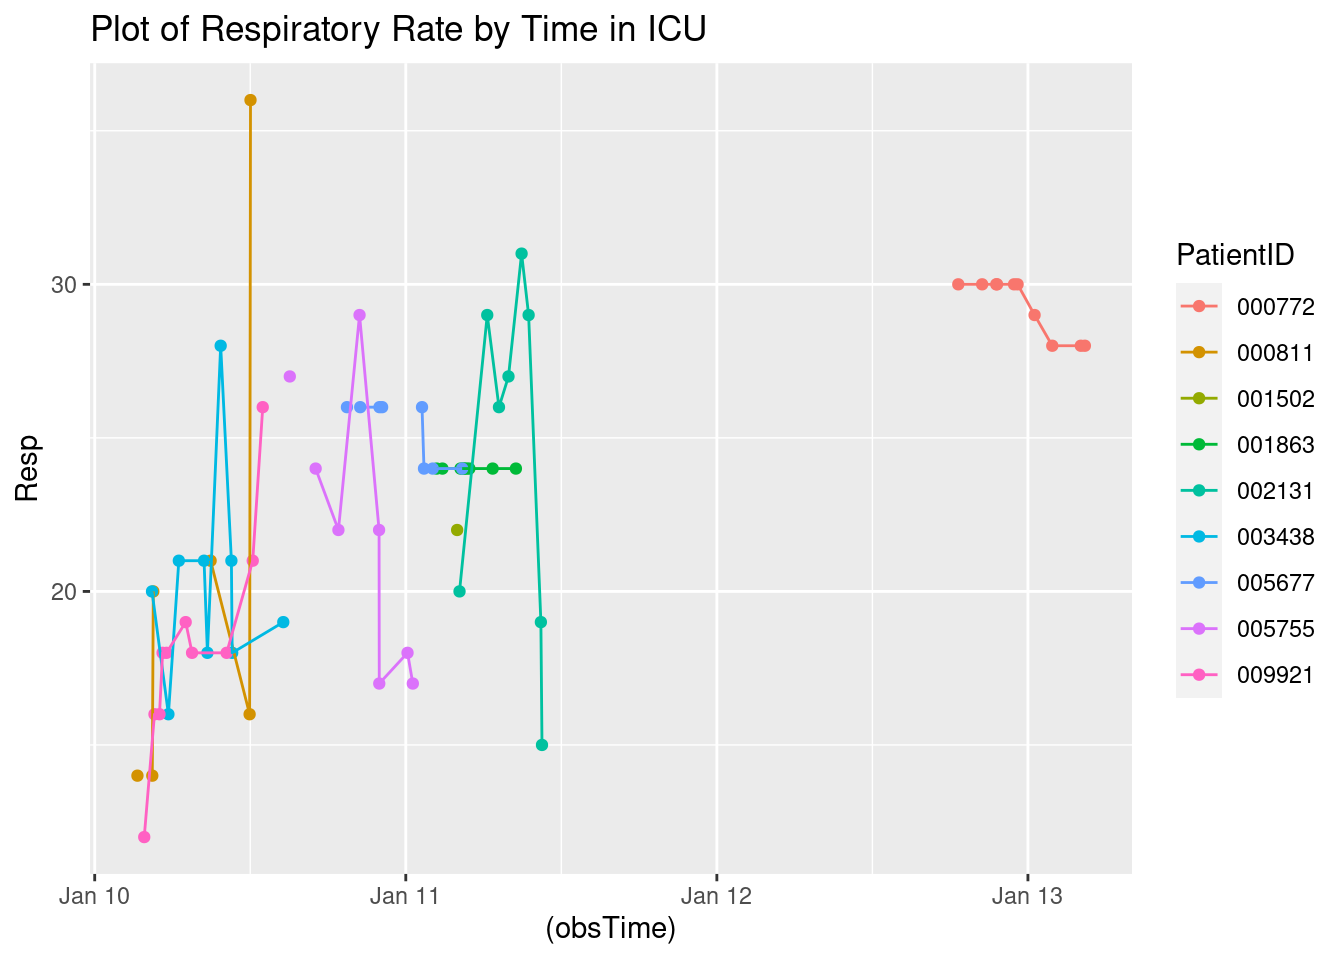 Plot of Respiratory Rate by Time in ICU
Resp
30
20
Jan 10
Jan 11
Jan 12
Jan 13
(obsTime)
PatientID
000772
000811
001502
001863
002131
003438
005677
005755
009921